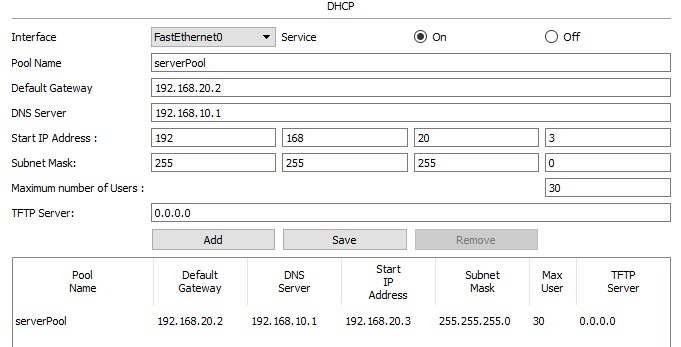 DHCP
Interface FastEthernet0 Service On Off
Pool Name serverPool
Default Gateway 192.168.20.2
DNS Server 192.168.10.1
Start IP Address : 192 168 20 3
Subnet Mask: 255 255 255 0
Maximum number of Users : 30
TFTP Server: 0.0.0.0
Add Save Remove
Pool Name Default Gateway DNS Server Start IP Address Subnet Mask Max User TFTP Server
serverPool 192.168.20.2 192.168.10.1 192.168.20.3 255.255.255.0 30 0.0.0.0